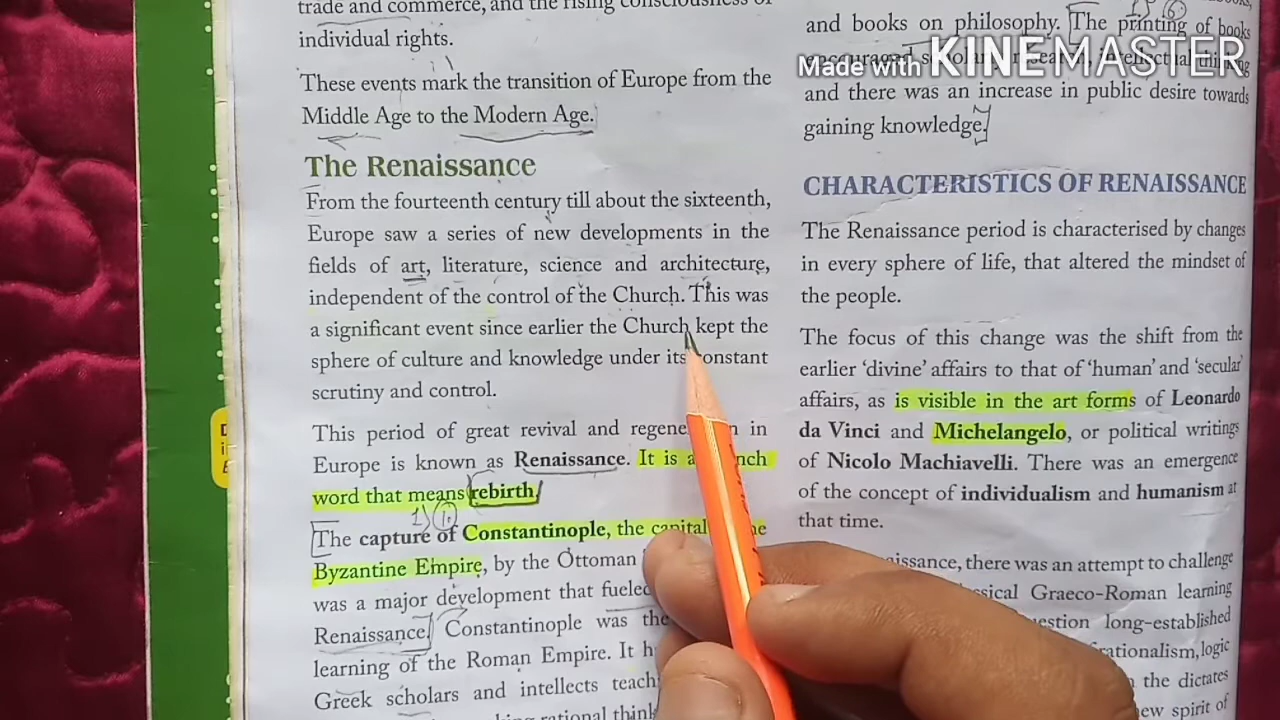 trade and commerce, and the rising consciousness of
individual rights.
These events mark the transition of Europe from the
Middle Age to the Modern Age.
The Renaissance
From the fourteenth century till about the sixteenth,
Europe saw a series of new developments in the
fields of art, literature, science and architecture,
independent of the control of the Church. This was
a significant event since earlier the Church kept the
sphere of culture and knowledge under its constant
scrutiny and control.
This period of great revival and in
Europe is known as Renaissance. It is a
word that means rebirth
1) (i.
The capture of Constantinople, the capital
Byzantine Empire, by the Ottoman
was a major development that fueled
Renaissance. Constantinople was the
learning of the Roman Empire. It
Greek scholars and intellects
rational
and books on philosophy. The printing of books
and there was an increase in public desire towards
gaining knowledge.
CHARACTERISTICS OF RENAISSANCE
The Renaissance period is characterised by changes
in every sphere of life, that altered the mindset of
the people.
The focus of this change was the shift from the
earlier ‘divine’ affairs to that of ‘human’ and ‘secular’
affairs, as is visible in the art forms of Leonardo
da Vinci and Michelangelo, or political writings
of Nicolo Machiavelli. There was an emergence
of the concept of individualism and humanism at
that time.
there was an attempt to challenge
Graeco-Roman learning
long-established
rationalism, logic
the dictates
spirit of
Made with KINEMASTER